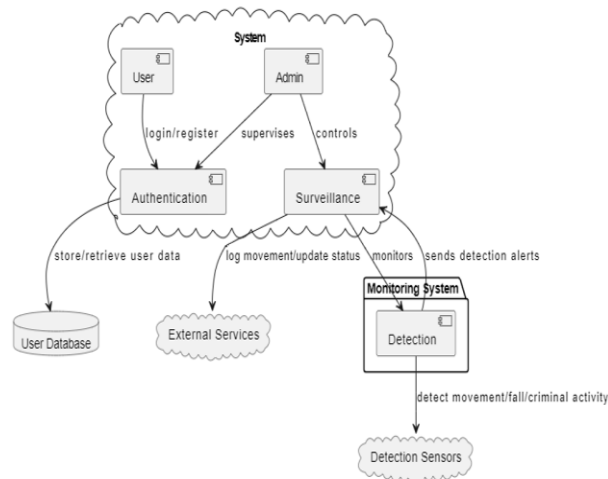 System
User
Admin
login/register
supervises
controls
Authentication
Surveillance
store/retrieve user data
log movement/update status
monitors
sends detection alerts
Monitoring System
User Database
External Services
Detection
detect movement/fall/criminal activity
Detection Sensors